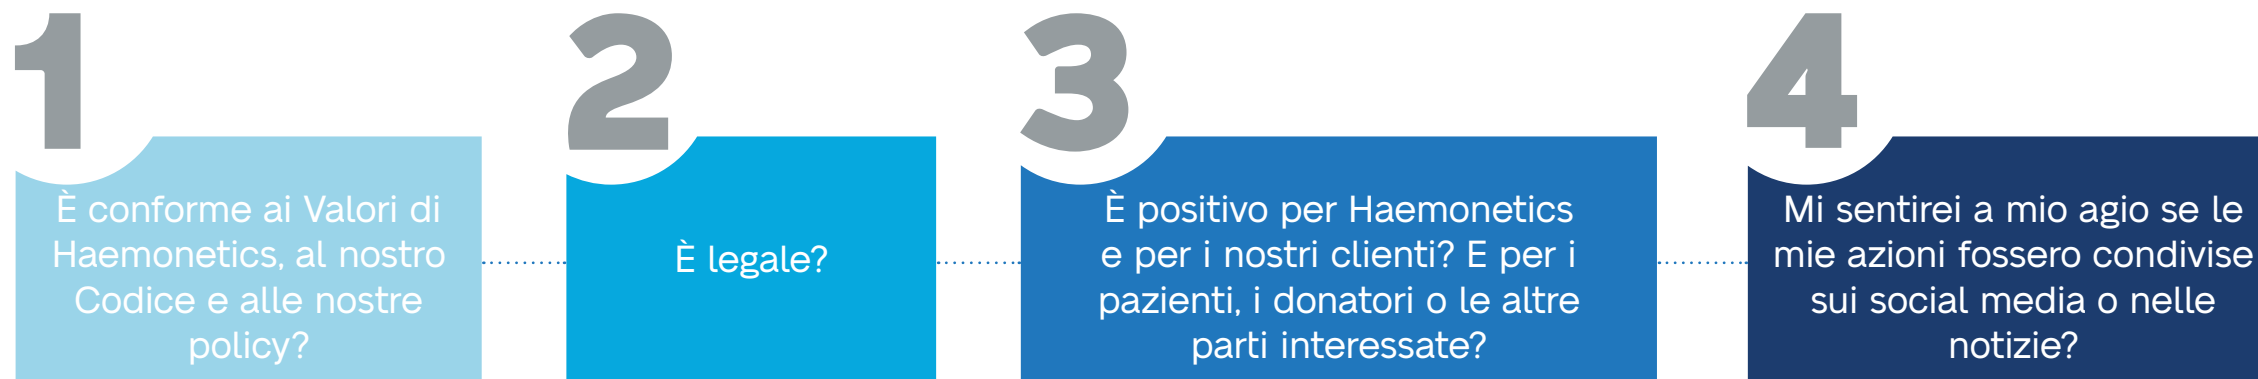 1
È conforme ai Valori di
Haemonetics, al nostro
Codice e alle nostre
policy?
2
È legale?
3
È positivo per Haemonetics
e per i nostri clienti? E per i
pazienti, i donatori o le altre
parti interessate?
4
Mi sentirei a mio agio se le
mie azioni fossero condivise
sui social media o nelle
notizie?